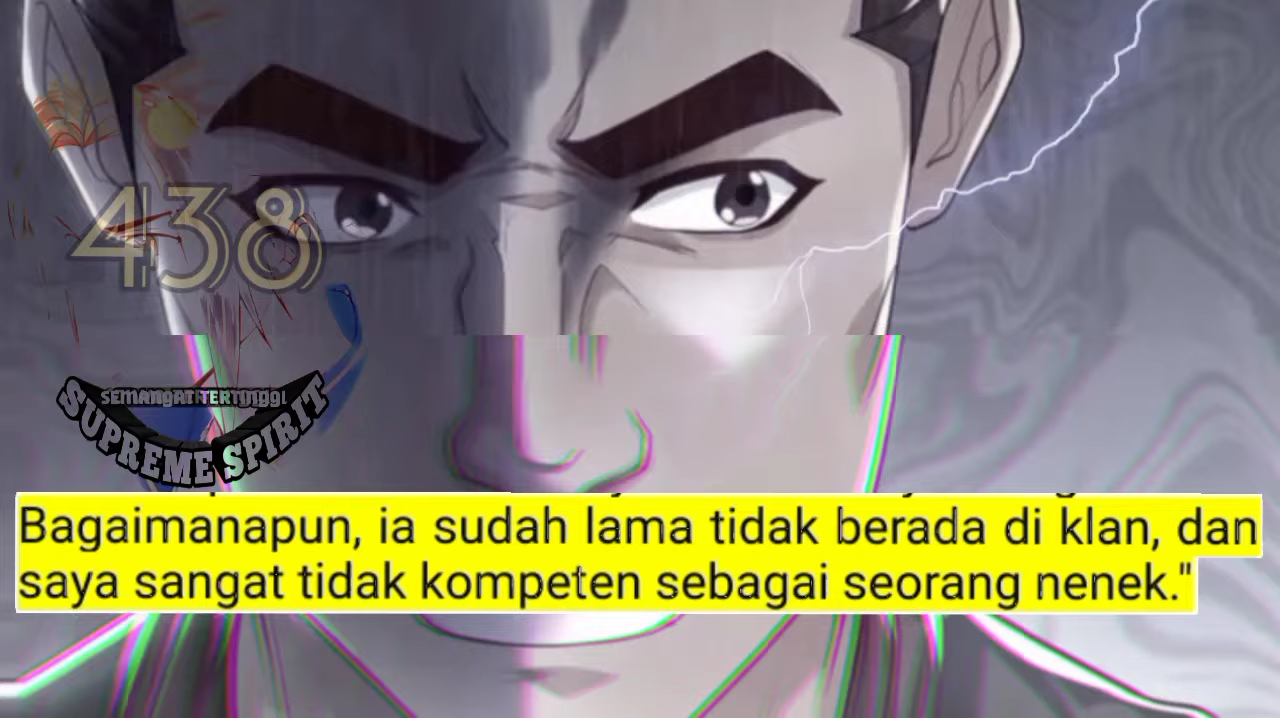 438
SEMANGAT TERTINGGI
SUPREME SPIRIT
Bagaimanapun, ia sudah lama tidak berada di klan, dan
saya sangat tidak kompeten sebagai seorang nenek."